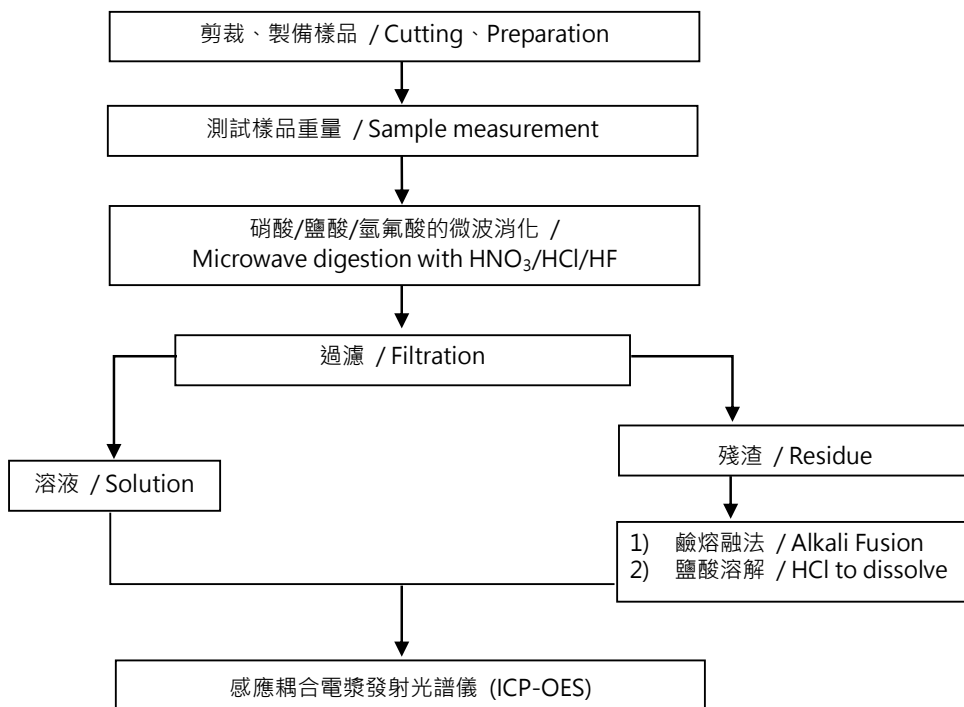 剪裁、製備樣品 / Cutting、Preparation
測試樣品重量 / Sample measurement
硝酸/鹽酸/氫氟酸的微波消化 /
Microwave digestion with HNO₃/HCl/HF
過濾 / Filtration
溶液 / Solution
殘渣 / Residue
1) 鹼熔融法 / Alkali Fusion
2) 鹽酸溶解 / HCl to dissolve
感應耦合電漿發射光譜儀 (ICP-OES)